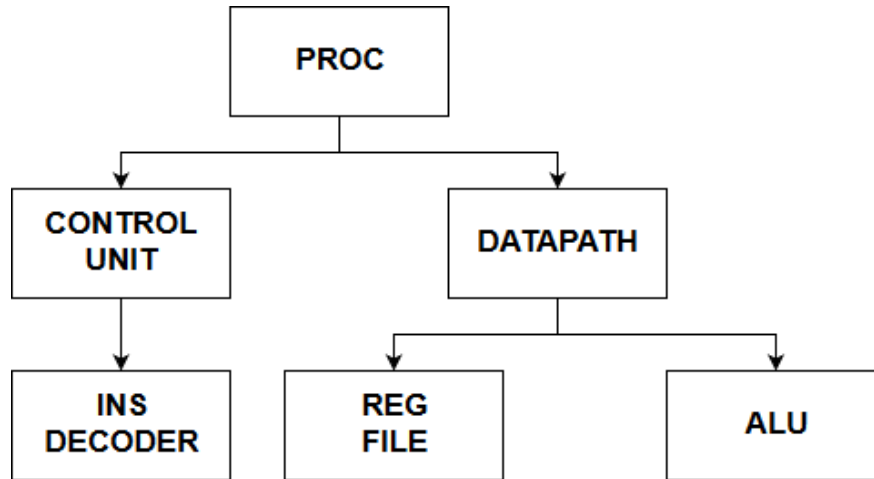 PROC
CONTROL
UNIT
DATAPATH
INS
DECODER
REG
FILE
ALU